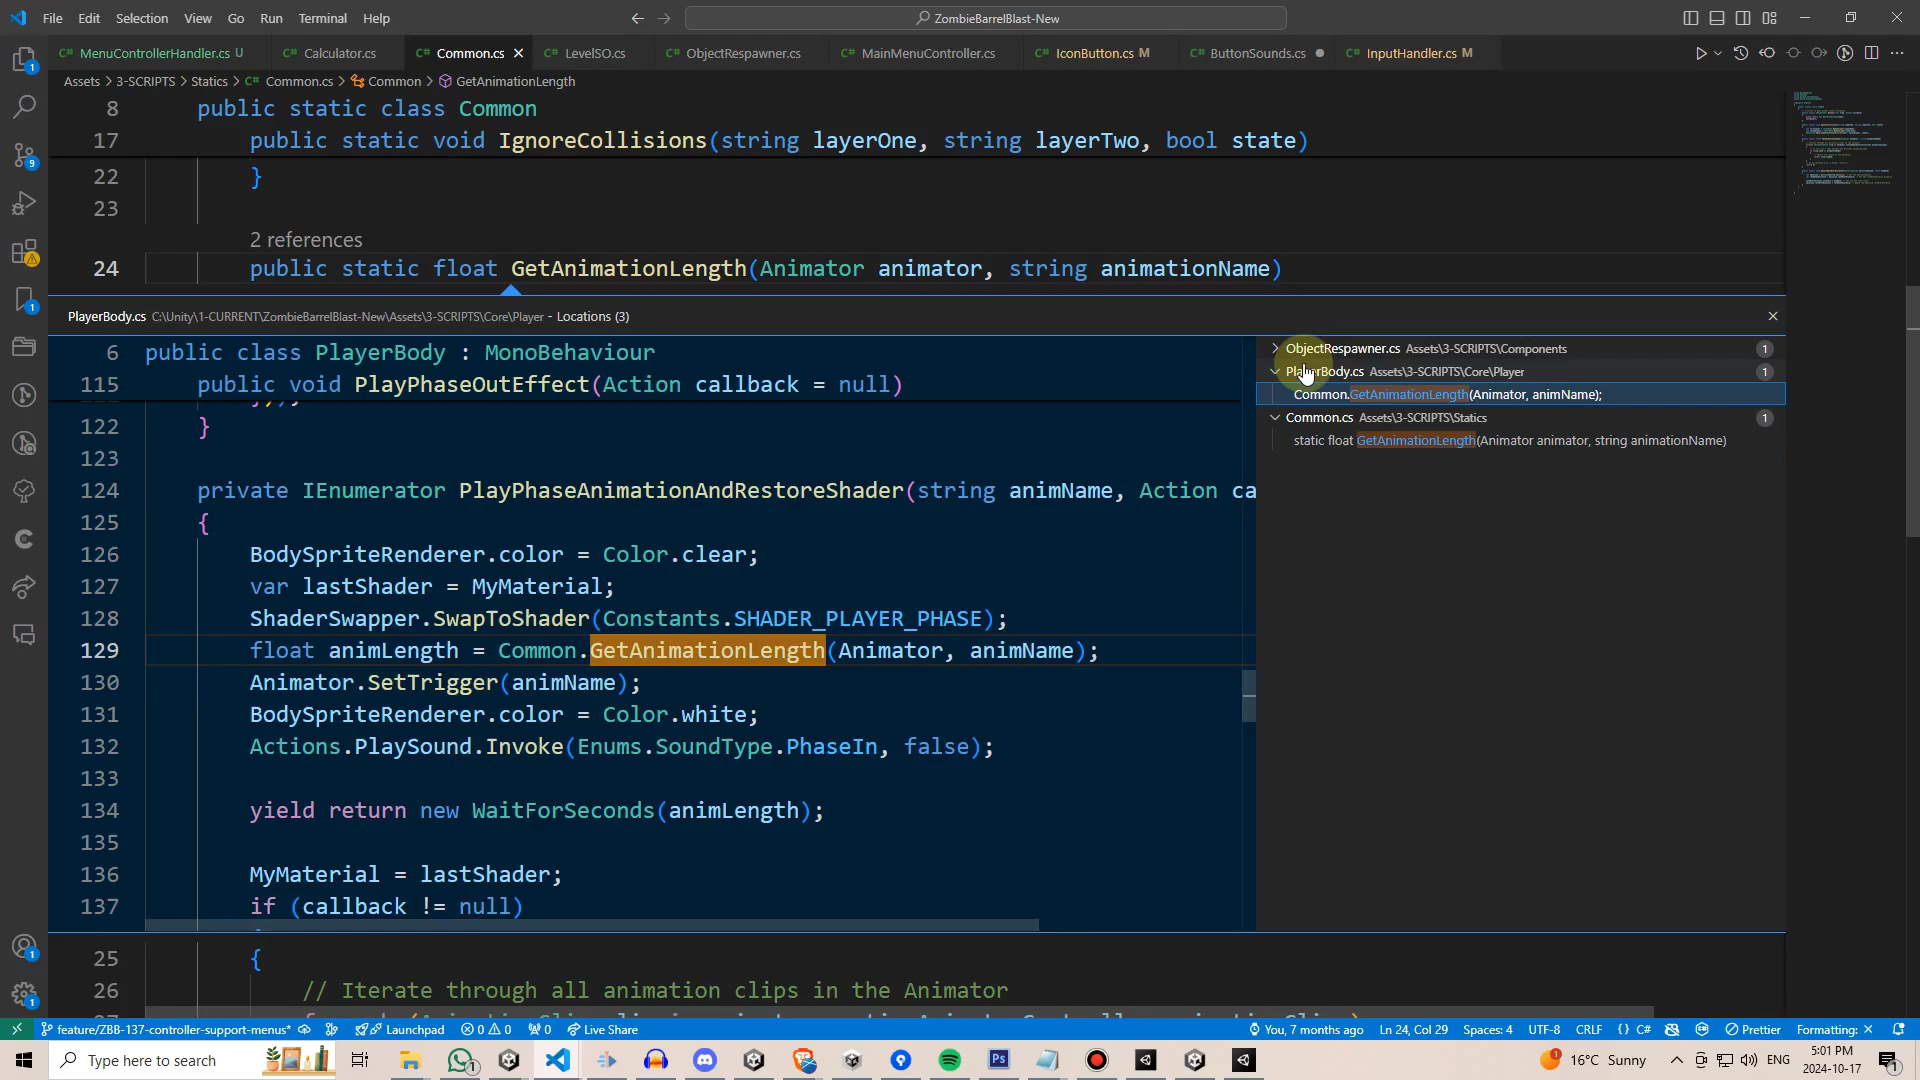 File Edit Selection View Go Run Terminal Help
ZombieBarrelBlast-New
MenuControllerHandler.cs U Calculator.cs Common.cs LevelSO.cs ObjectRespawner.cs MainMenuController.cs IconButton.cs M ButtonSounds.cs InputHandler.cs M
Assets > 3-SCRIPTS > Statics > Common.cs > Common > GetAnimationLength
8 public static class Common
17 public static void IgnoreCollisions(string layerOne, string layerTwo, bool state)
22 }
23
2 references
24 public static float GetAnimationLength(Animator animator, string animationName)
PlayerBody.cs C:\Unity\1-CURRENT\ZombieBarrelBlast-New\Assets\3-SCRIPTS\Core\Player - Locations (3)
6 public class PlayerBody : MonoBehaviour
115 public void PlayPhaseOutEffect(Action callback = null)
122 }
123
124 private IEnumerator PlayPhaseAnimationAndRestoreShader(string animName, Action ca
125 {
126 BodySpriteRenderer.color = Color.clear;
127 var lastShader = MyMaterial;
128 ShaderSwapper.SwapToShader(Constants.SHADER_PLAYER_PHASE);
129 float animLength = Common.GetAnimationLength(Animator, animName);
130 Animator.SetTrigger(animName);
131 BodySpriteRenderer.color = Color.white;
132 Actions.PlaySound.Invoke(Enums.SoundType.PhaseIn, false);
133
134 yield return new WaitForSeconds(animLength);
135
136 MyMaterial = lastShader;
137 if (callback != null)
ObjectRespawner.cs Assets\3-SCRIPTS\Components 1
PlayerBody.cs Assets\3-SCRIPTS\Core\Player 1
Common.GetAnimationLength(Animator, animName);
Common.cs Assets\3-SCRIPTS\Statics 1
static float GetAnimationLength(Animator animator, string animationName)
25 {
26 // Iterate through all animation clips in the Animator
feature/ZBB-137-controller-support-menus* Launchpad 0 0 0 Live Share You, 7 months ago Ln 24, Col 29 Spaces: 4 UTF-8 CRLF {} C# Prettier Formatting: ×
Type here to search 16°C Sunny ENG 5:01 PM
2024-10-17